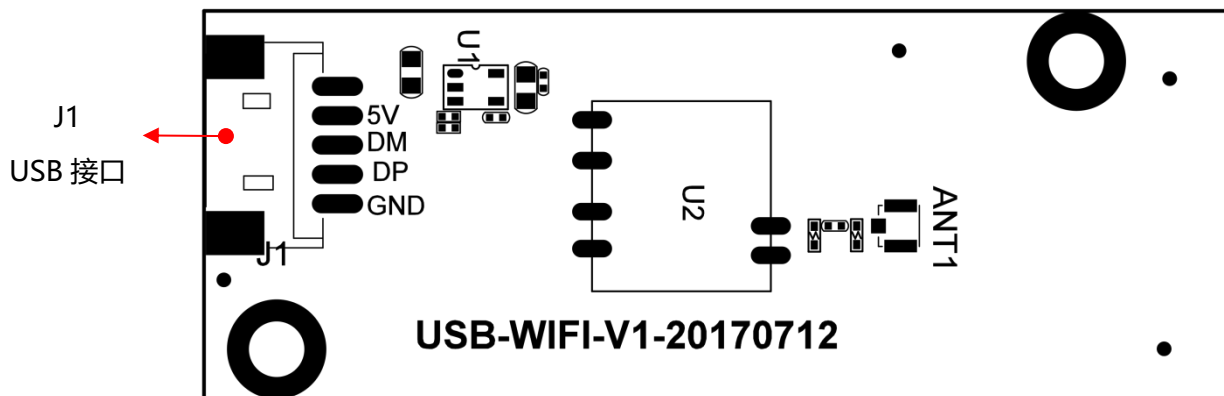 J1
USB 接口
U1
5V
DM
DP
GND
J1
U2
ANT1
USB-WIFI-V1-20170712